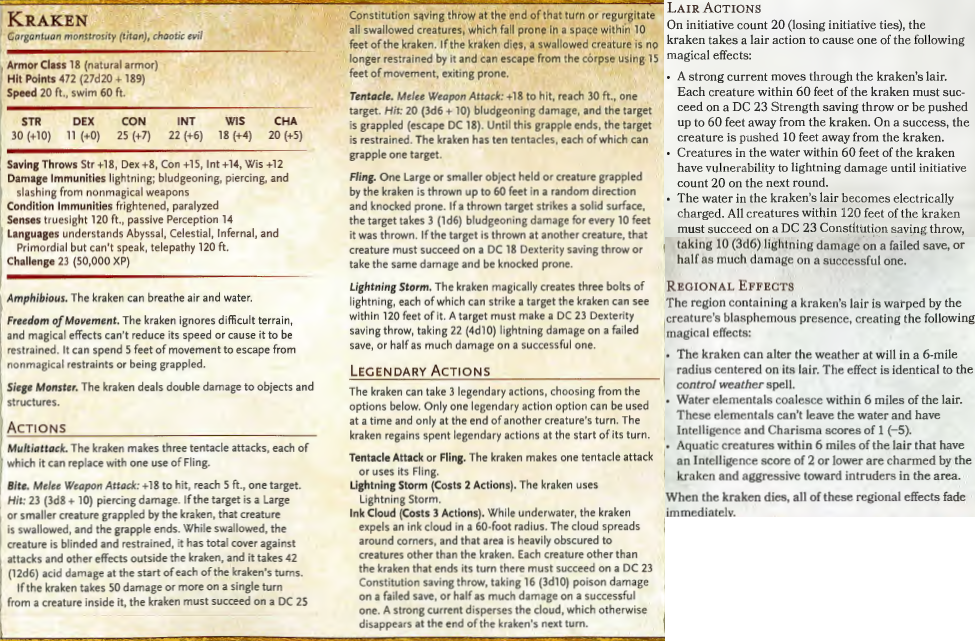 KRAKEN
Gargantuan monstrosity (titan), chaotic evil
Armor Class 18 (natural armor)
Hit Points 472 (27d20 + 189)
Speed 20 ft., swim 60 ft.
STR DEX CON INT WIS CHA
30 (+10) 11 (+0) 25 (+7) 22 (+6) 18 (+4) 20 (+5)
Saving Throws Str +18, Dex +8, Con +15, Int +14, Wis +12
Damage Immunities lightning; bludgeoning, piercing, and
slashing from nonmagical weapons
Condition Immunities frightened, paralyzed
Senses truesight 120 ft., passive Perception 14
Languages understands Abyssal, Celestial, Infernal, and
Primordial but can't speak, telepathy 120 ft.
Challenge 23 (50,000 XP)
Amphibious. The kraken can breathe air and water.
Freedom of Movement. The kraken ignores difficult terrain,
and magical effects can't reduce its speed or cause it to be
restrained. It can spend 5 feet of movement to escape from
nonmagical restraints or being grappled.
Siege Monster. The kraken deals double damage to objects and
structures.
ACTIONS
Multiattack. The kraken makes three tentacle attacks, each of
which it can replace with one use of Fling.
Bite. Melee Weapon Attack: +18 to hit, reach 5 ft., one target.
Hit: 23 (3d8 + 10) piercing damage. If the target is a Large
or smaller creature grappled by the kraken, that creature
is swallowed, and the grapple ends. While swallowed, the
creature is blinded and restrained, it has total cover against
attacks and other effects outside the kraken, and it takes 42
(12d6) acid damage at the start of each of the kraken's turns.
If the kraken takes 50 damage or more on a single turn
from a creature inside it, the kraken must succeed on a DC 25
Constitution saving throw at the end of that turn or regurgitate
all swallowed creatures, which fall prone in a space within 10
feet of the kraken. If the kraken dies, a swallowed creature is no
longer restrained by it and can escape from the corpse using 15
feet of movement, exiting prone.
Tentacle. Melee Weapon Attack: +18 to hit, reach 30 ft., one
target. Hit: 20 (3d6 + 10) bludgeoning damage, and the target
is grappled (escape DC 18). Until this grapple ends, the target
is restrained. The kraken has ten tentacles, each of which can
grapple one target.
Fling. One Large or smaller object held or creature grappled
by the kraken is thrown up to 60 feet in a random direction
and knocked prone. If a thrown target strikes a solid surface,
the target takes 3 (1d6) bludgeoning damage for every 10 feet
it was thrown. If the target is thrown at another creature, that
creature must succeed on a DC 18 Dexterity saving throw or
take the same damage and be knocked prone.
Lightning Storm. The kraken magically creates three bolts of
lightning, each of which can strike a target the kraken can see
within 120 feet of it. A target must make a DC 23 Dexterity
saving throw, taking 22 (4d10) lightning damage on a failed
save, or half as much damage on a successful one.
LEGENDARY ACTIONS
The kraken can take 3 legendary actions, choosing from the
options below. Only one legendary action option can be used
at a time and only at the end of another creature's turn. The
kraken regains spent legendary actions at the start of its turn.
Tentacle Attack or Fling. The kraken makes one tentacle attack
or uses its Fling.
Lightning Storm (Costs 2 Actions). The kraken uses
Lightning Storm.
Ink Cloud (Costs 3 Actions). While underwater, the kraken
expels an ink cloud in a 60-foot radius. The cloud spreads
around corners, and that area is heavily obscured to
creatures other than the kraken. Each creature other than
the kraken that ends its turn there must succeed on a DC 23
Constitution saving throw, taking 16 (3d10) poison damage
on a failed save, or half as much damage on a successful
one. A strong current disperses the cloud, which otherwise
disappears at the end of the kraken's next turn.
LAIR ACTIONS
On initiative count 20 (losing initiative ties), the
kraken takes a lair action to cause one of the following
magical effects:
• A strong current moves through the kraken's lair.
Each creature within 60 feet of the kraken must suc-
ceed on a DC 23 Strength saving throw or be pushed
up to 60 feet away from the kraken. On a success, the
creature is pushed 10 feet away from the kraken.
• Creatures in the water within 60 feet of the kraken
have vulnerability to lightning damage until initiative
count 20 on the next round.
• The water in the kraken's lair becomes electrically
charged. All creatures within 120 feet of the kraken
must succeed on a DC 23 Constitution saving throw,
taking 10 (3d6) lightning damage on a failed save, or
half as much damage on a successful one.
REGIONAL EFFECTS
The region containing a kraken's lair is warped by the
creature's blasphemous presence, creating the following
magical effects:
• The kraken can alter the weather at will in a 6-mile
radius centered on its lair. The effect is identical to the
control weather spell.
• Water elementals coalesce within 6 miles of the lair.
These elementals can't leave the water and have
Intelligence and Charisma scores of 1 (−5).
• Aquatic creatures within 6 miles of the lair that have
an Intelligence score of 2 or lower are charmed by the
kraken and aggressive toward intruders in the area.
When the kraken dies, all of these regional effects fade
immediately.